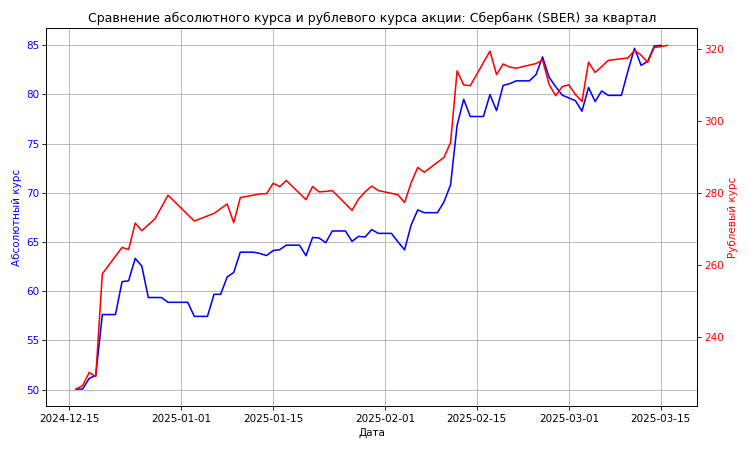 Сравнение абсолютного курса и рублевого курса акции: Сбербанк (SBER) за квартал
Абсолютный курс
85
80
75
70
65
60
55
50
Рублевый курс
320
300
280
260
240
2024-12-15 2025-01-01 2025-01-15 2025-02-01 2025-02-15 2025-03-01 2025-03-15
Дата